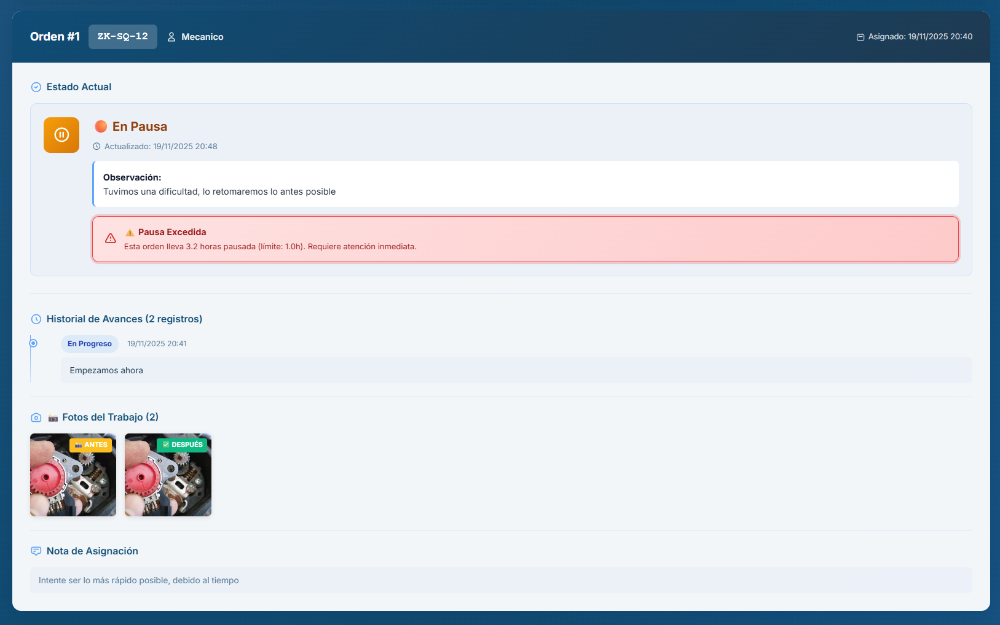 Orden #1 ZK-SQ-12 Mecanico Asignado: 19/11/2025 20:40
Estado Actual
En Pausa
Actualizado: 19/11/2025 20:48
Observación:
Tuvimos una dificultad, lo retomaremos lo antes posible
Pausa Excedida
Esta orden lleva 3.2 horas pausada (límite: 1.0h). Requiere atención inmediata.
Historial de Avances (2 registros)
En Progreso 19/11/2025 20:41
Empezamos ahora
Fotos del Trabajo (2)
ANTES DESPUÉS
Nota de Asignación
Intente ser lo más rápido posible, debido al tiempo